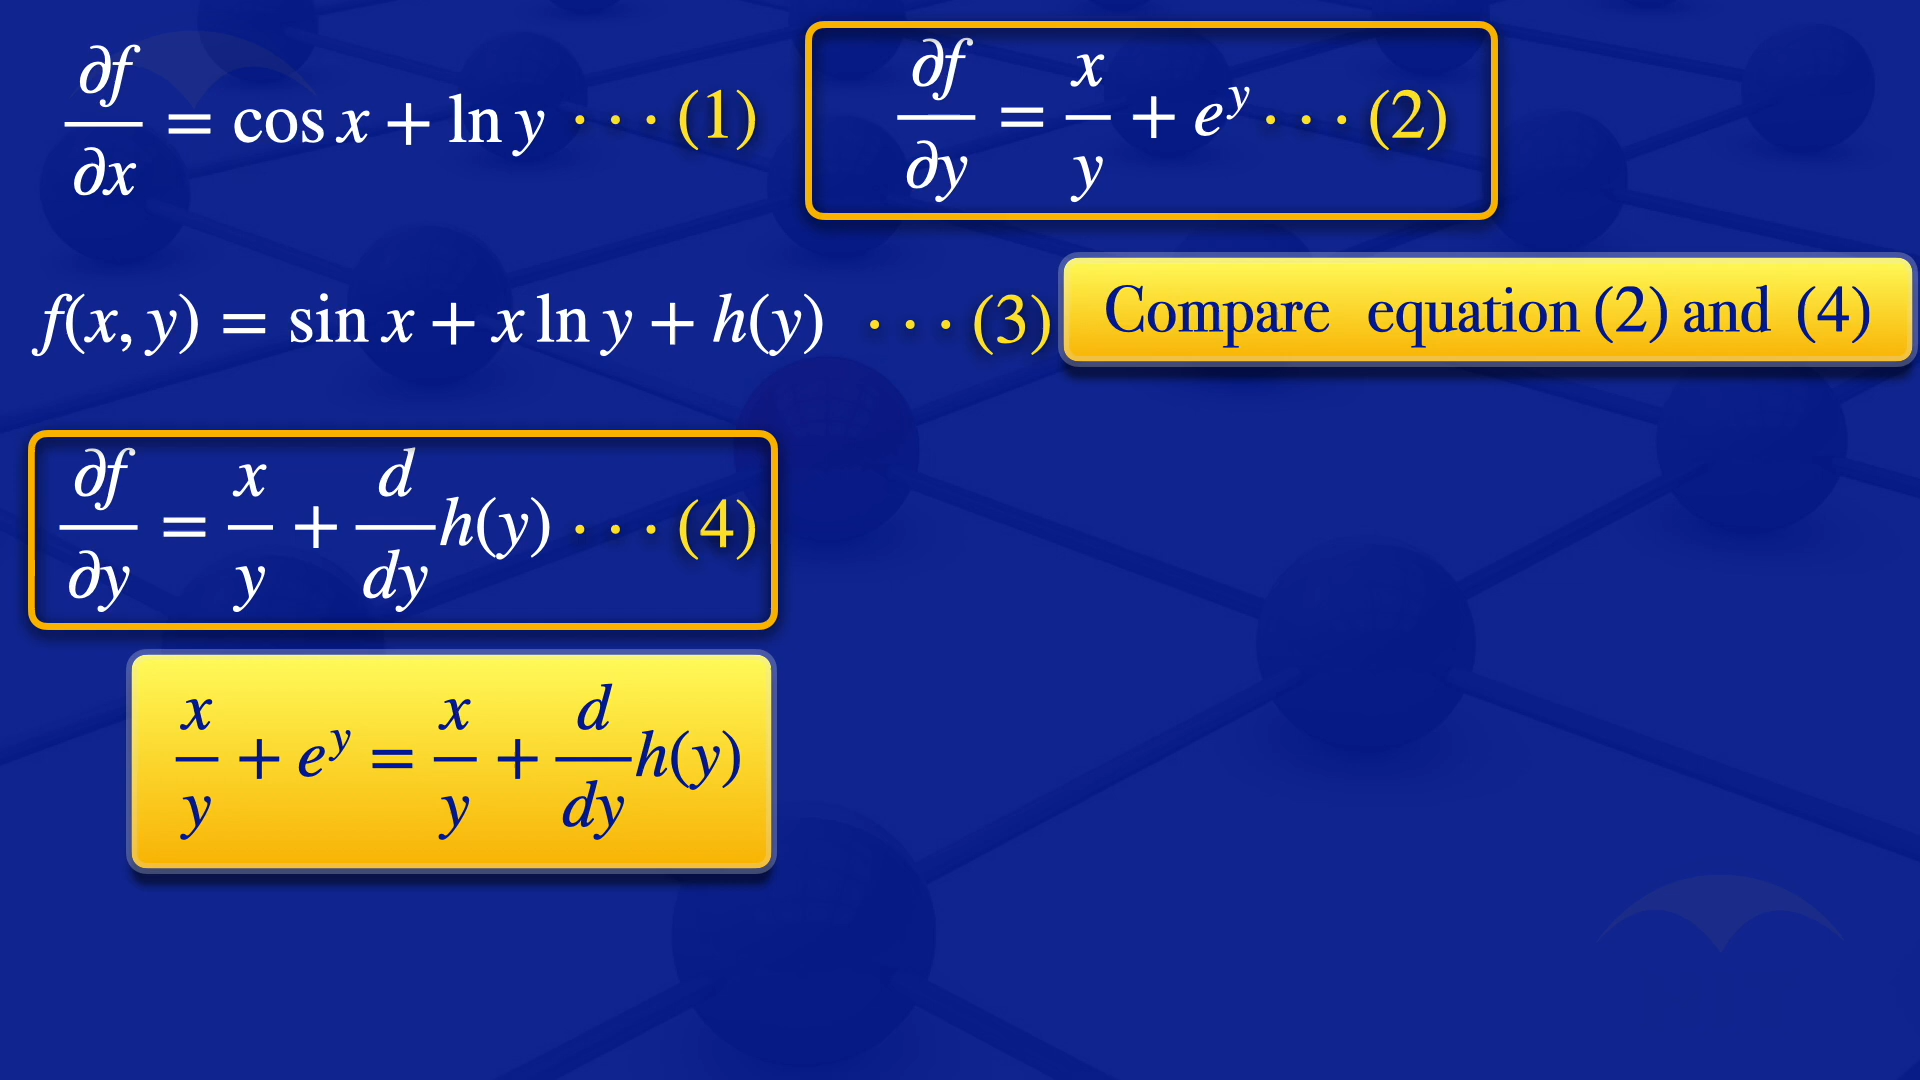 ∂f/∂x = cos x + ln y ··· (1)
∂f/∂y = x/y + e^y ··· (2)
f(x, y) = sin x + x ln y + h(y) ··· (3)
Compare equation (2) and (4)
∂f/∂y = x/y + d/dy h(y) ··· (4)
x/y + e^y = x/y + d/dy h(y)